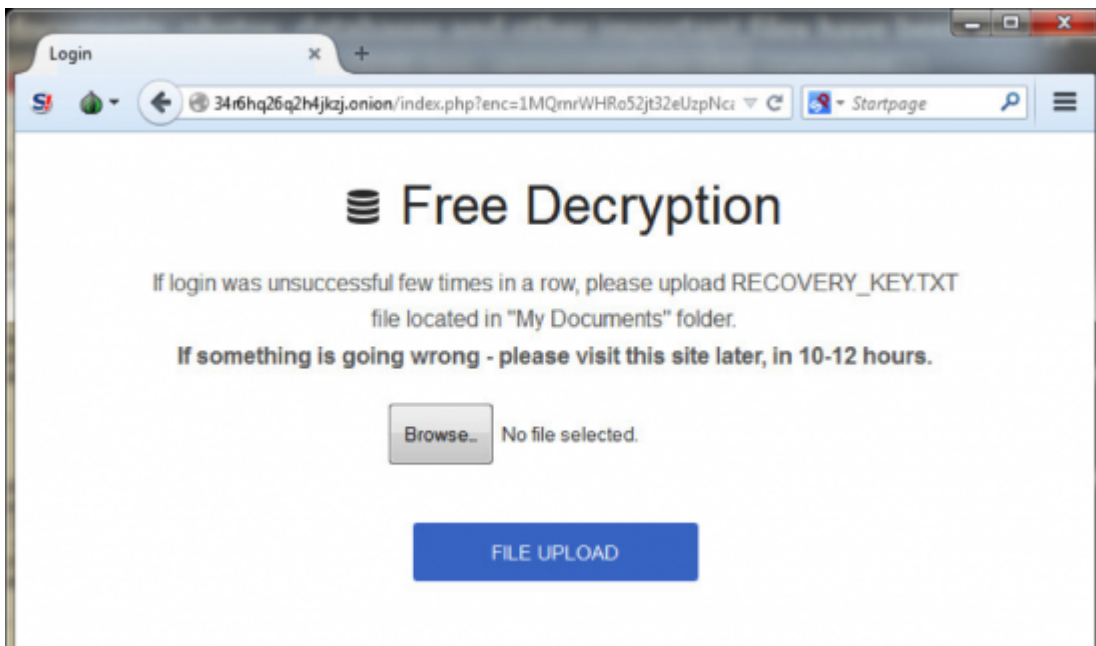 Login
34r6hq26q2h4jkzj.onion/index.php?enc=1MQmrWHRo52jt32eUzpNca
Startpage
Free Decryption
If login was unsuccessful few times in a row, please upload RECOVERY_KEY.TXT
file located in "My Documents" folder.
If something is going wrong - please visit this site later, in 10-12 hours.
Browse… No file selected.
FILE UPLOAD